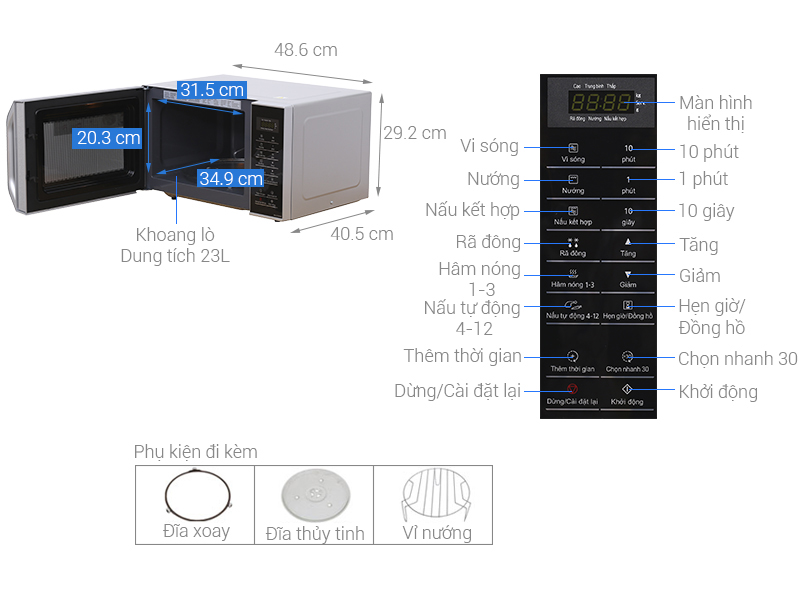 48.6 cm
31.5 cm
20.3 cm
29.2 cm
34.9 cm
40.5 cm
Khoang lò
Dung tích 23L
Cao Trung bình Thấp
88:88
Rã đông Nướng Nấu kết hợp
Màn hình
hiển thị
Vi sóng
Vi sóng
10
phút
10 phút
Nướng
Nướng
1
phút
1 phút
Nấu kết hợp
Nấu kết hợp
10
giây
10 giây
Rã đông
Rã đông
Tăng
Tăng
Hâm nóng
1-3
Hâm nóng 1-3
Giảm
Giảm
Nấu tự động
4-12
Nấu tự động 4-12
Hẹn giờ/Đồng hồ
Hẹn giờ/
Đồng hồ
Thêm thời gian
Thêm thời gian
Chọn nhanh 30
Chọn nhanh 30
Dừng/Cài đặt lại
Dừng/Cài đặt lại
Khởi động
Khởi động
Phụ kiện đi kèm
Đĩa xoay
Đĩa thủy tinh
Vỉ nướng